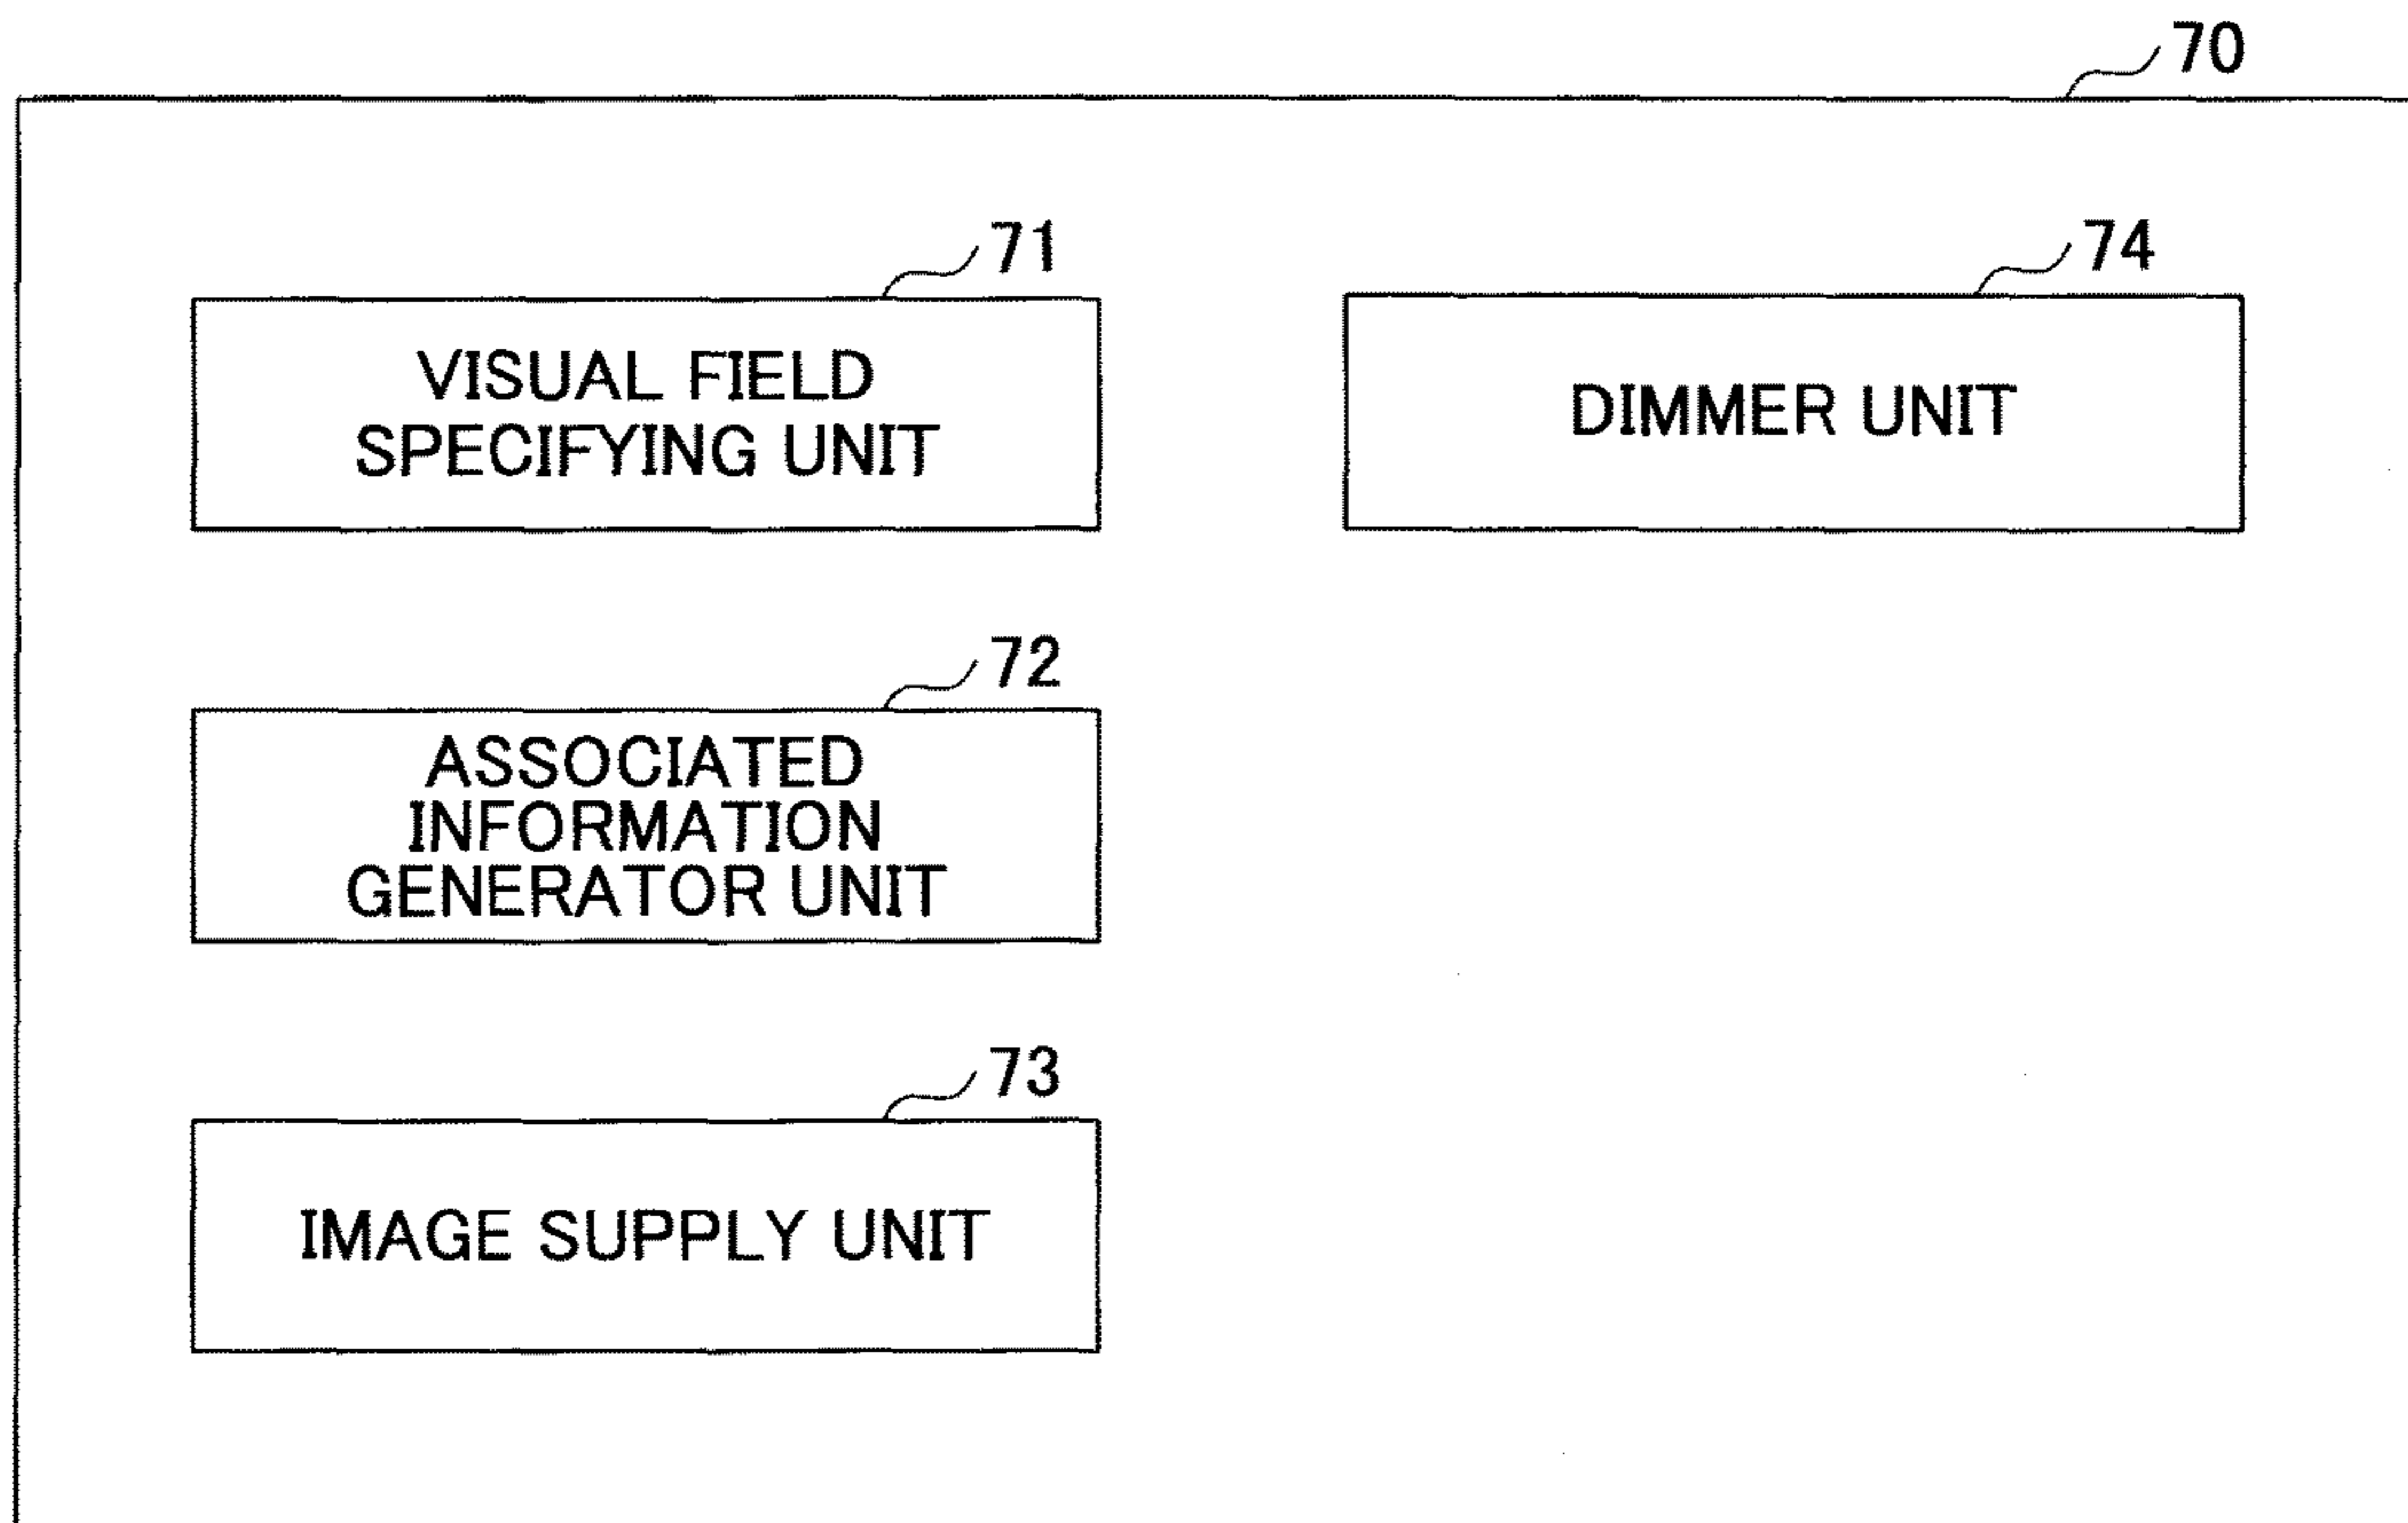 70
71
VISUAL FIELD
SPECIFYING UNIT
74
DIMMER UNIT
72
ASSOCIATED
INFORMATION
GENERATOR UNIT
73
IMAGE SUPPLY UNIT